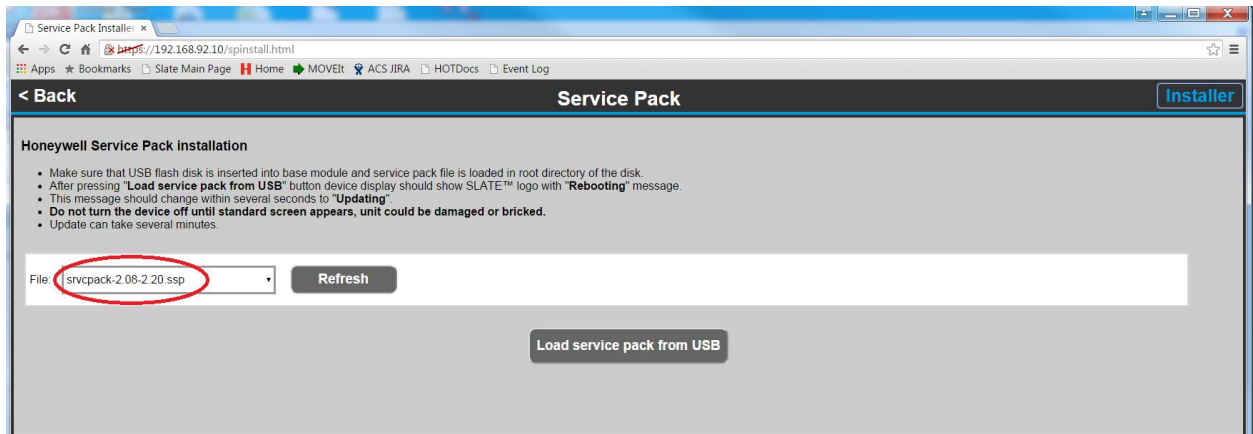 Service Pack Installer ×
https://192.168.92.10/spinstall.html
Apps Bookmarks Slate Main Page H Home MOVEIt ACS JIRA HOTDocs Event Log
< Back Service Pack Installer
Honeywell Service Pack installation
• Make sure that USB flash disk is inserted into base module and service pack file is loaded in root directory of the disk.
• After pressing "Load service pack from USB" button device display should show SLATE™ logo with "Rebooting" message.
• This message should change within several seconds to "Updating".
• Do not turn the device off until standard screen appears, unit could be damaged or bricked.
• Update can take several minutes.
File: srvcpack-2.08-2.20.ssp Refresh
Load service pack from USB